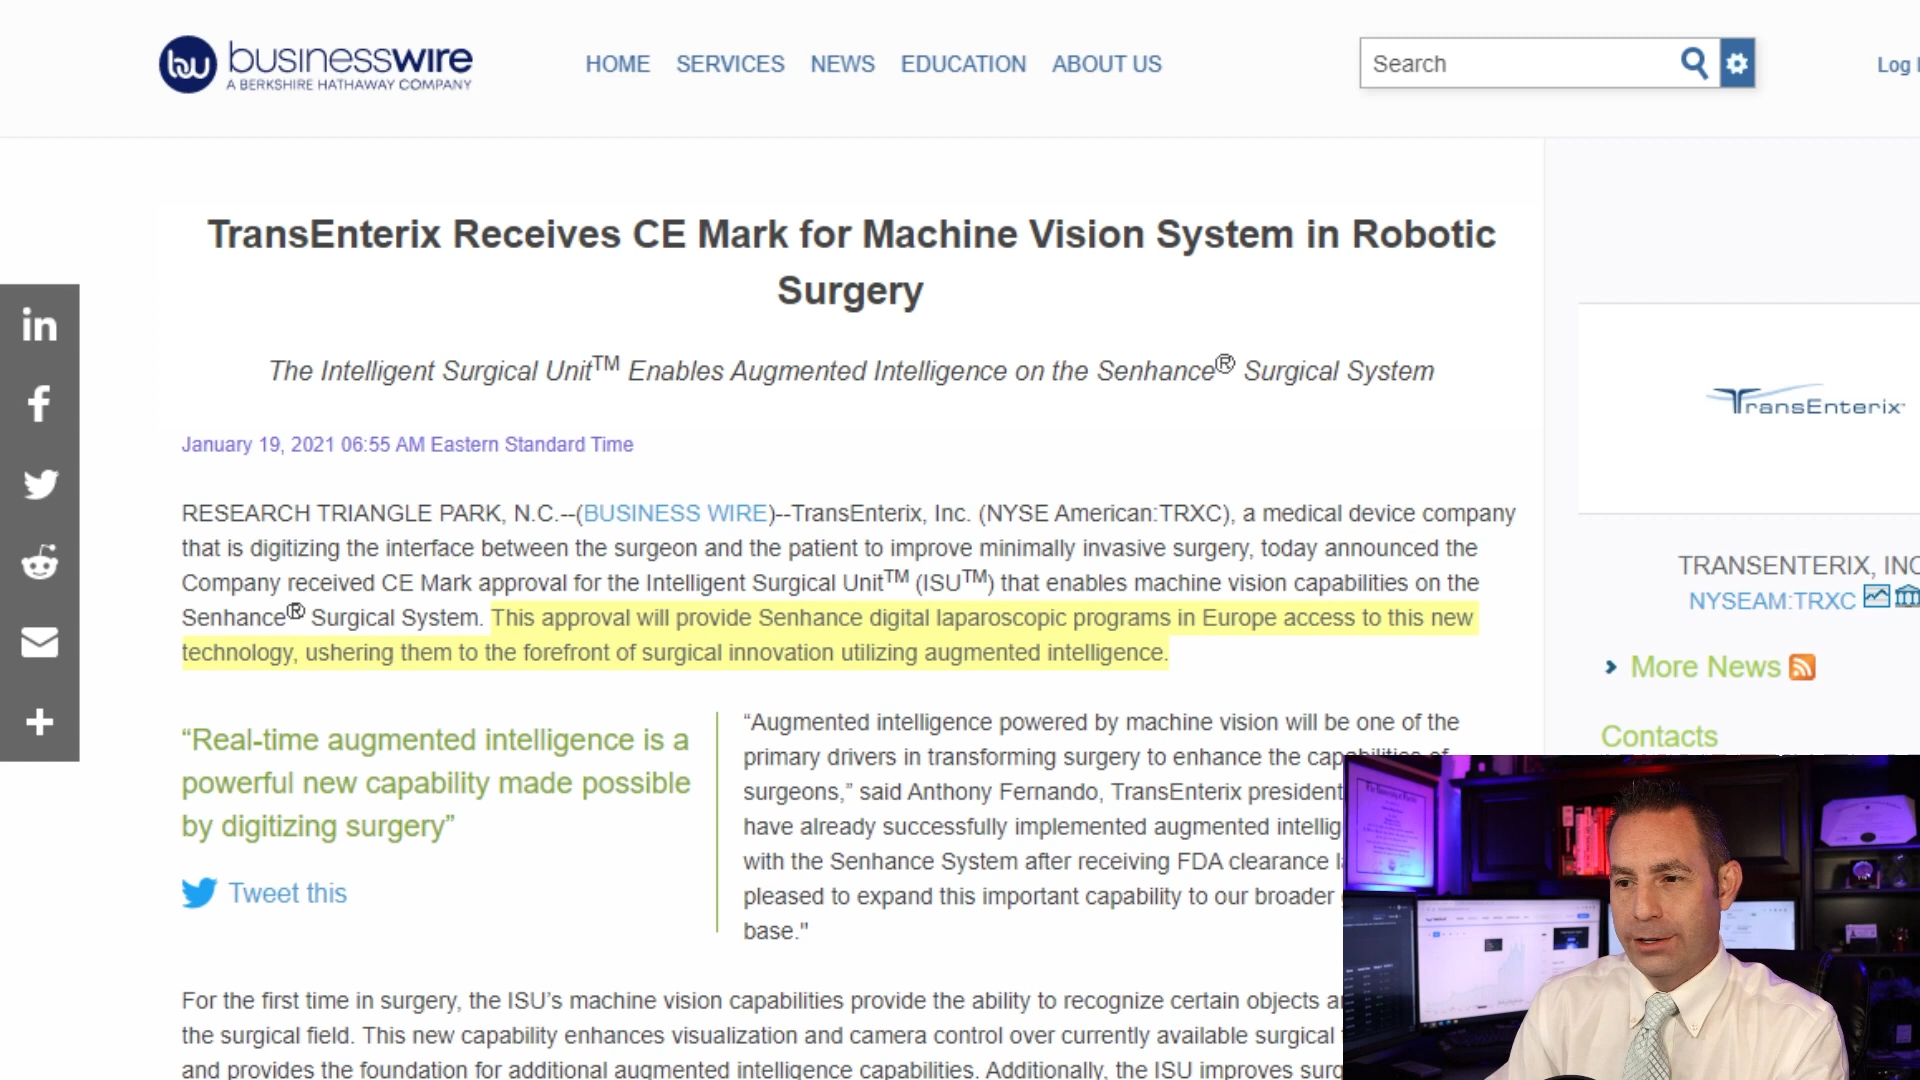 businesswire
A BERKSHIRE HATHAWAY COMPANY
HOME SERVICES NEWS EDUCATION ABOUT US
Search
Log
TransEnterix Receives CE Mark for Machine Vision System in Robotic
Surgery
The Intelligent Surgical Unit™ Enables Augmented Intelligence on the Senhance® Surgical System
January 19, 2021 06:55 AM Eastern Standard Time
RESEARCH TRIANGLE PARK, N.C.--(BUSINESS WIRE)--TransEnterix, Inc. (NYSE American:TRXC), a medical device company
that is digitizing the interface between the surgeon and the patient to improve minimally invasive surgery, today announced the
Company received CE Mark approval for the Intelligent Surgical Unit™ (ISU™) that enables machine vision capabilities on the
Senhance® Surgical System. This approval will provide Senhance digital laparoscopic programs in Europe access to this new
technology, ushering them to the forefront of surgical innovation utilizing augmented intelligence.
“Real-time augmented intelligence is a
powerful new capability made possible
by digitizing surgery”
Tweet this
“Augmented intelligence powered by machine vision will be one of the
primary drivers in transforming surgery to enhance the capabilities of
surgeons,” said Anthony Fernando, TransEnterix president
have already successfully implemented augmented intellig
with the Senhance System after receiving FDA clearance
pleased to expand this important capability to our broader
base."
For the first time in surgery, the ISU’s machine vision capabilities provide the ability to recognize certain objects
the surgical field. This new capability enhances visualization and camera control over currently available surgical
and provides the foundation for additional augmented intelligence capabilities. Additionally, the ISU improves surg
TransEnterix
TRANSENTERIX, INC
NYSEAM:TRXC
More News
Contacts